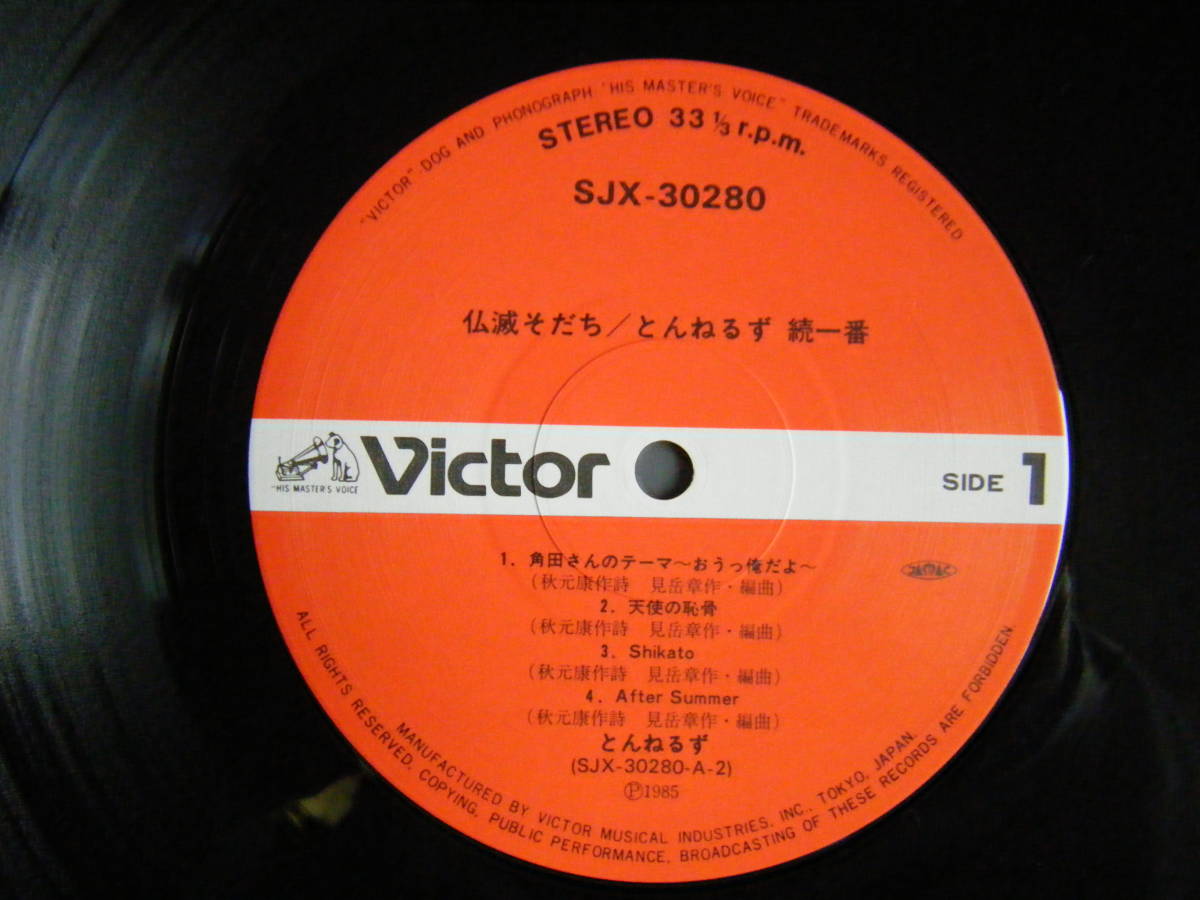 "VICTOR"-DOG AND PHONOGRAPH 'HIS MASTER'S VOICE" TRADEMARKS REGISTERED
STEREO 33 1/3 r.p.m.
SJX-30280
仏滅そだち／とんねるず 続一番
"HIS MASTER'S VOICE
Victor
SIDE 1
1. 角田さんのテーマ～おうっ俺だよ～
(秋元康作詩 見岳章作・編曲)
JASRAC
2. 天使の恥骨
(秋元康作詩 見岳章作・編曲)
3. Shikato
(秋元康作詩 見岳章作・編曲)
4. After Summer
(秋元康作詩 見岳章作・編曲)
とんねるず
(SJX-30280-A-2)
Ⓟ1985
MANUFACTURED BY VICTOR MUSICAL INDUSTRIES, INC., TOKYO, JAPAN.
ALL RIGHTS RESERVED. COPYING, PUBLIC PERFORMANCE, BROADCASTING OF THESE RECORDS ARE FORBIDDEN.